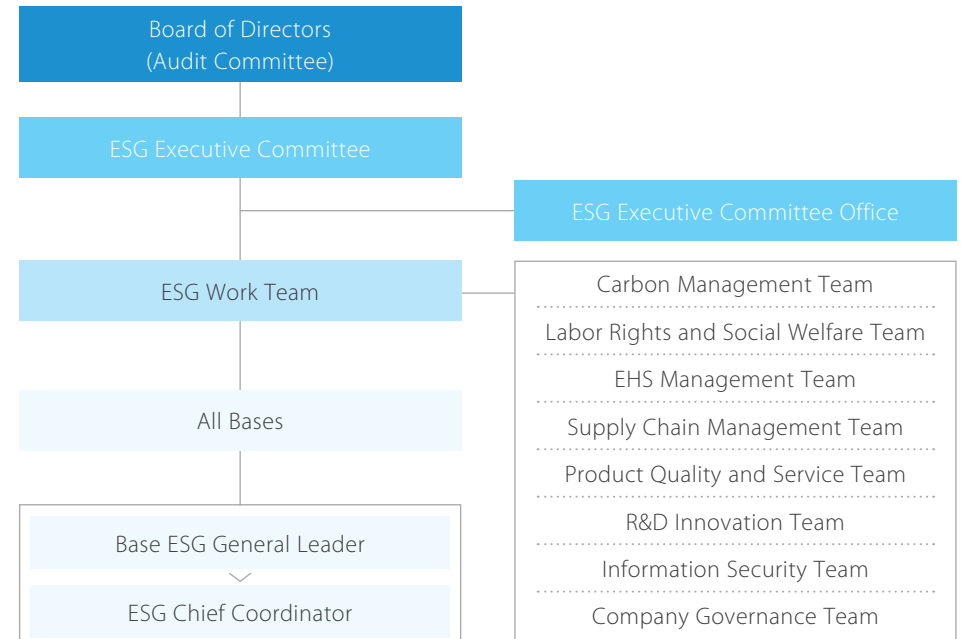 Board of Directors
(Audit Committee)
ESG Executive Committee
ESG Executive Committee Office
ESG Work Team
Carbon Management Team
Labor Rights and Social Welfare Team
EHS Management Team
Supply Chain Management Team
Product Quality and Service Team
R&D Innovation Team
Information Security Team
Company Governance Team
All Bases
Base ESG General Leader
ESG Chief Coordinator